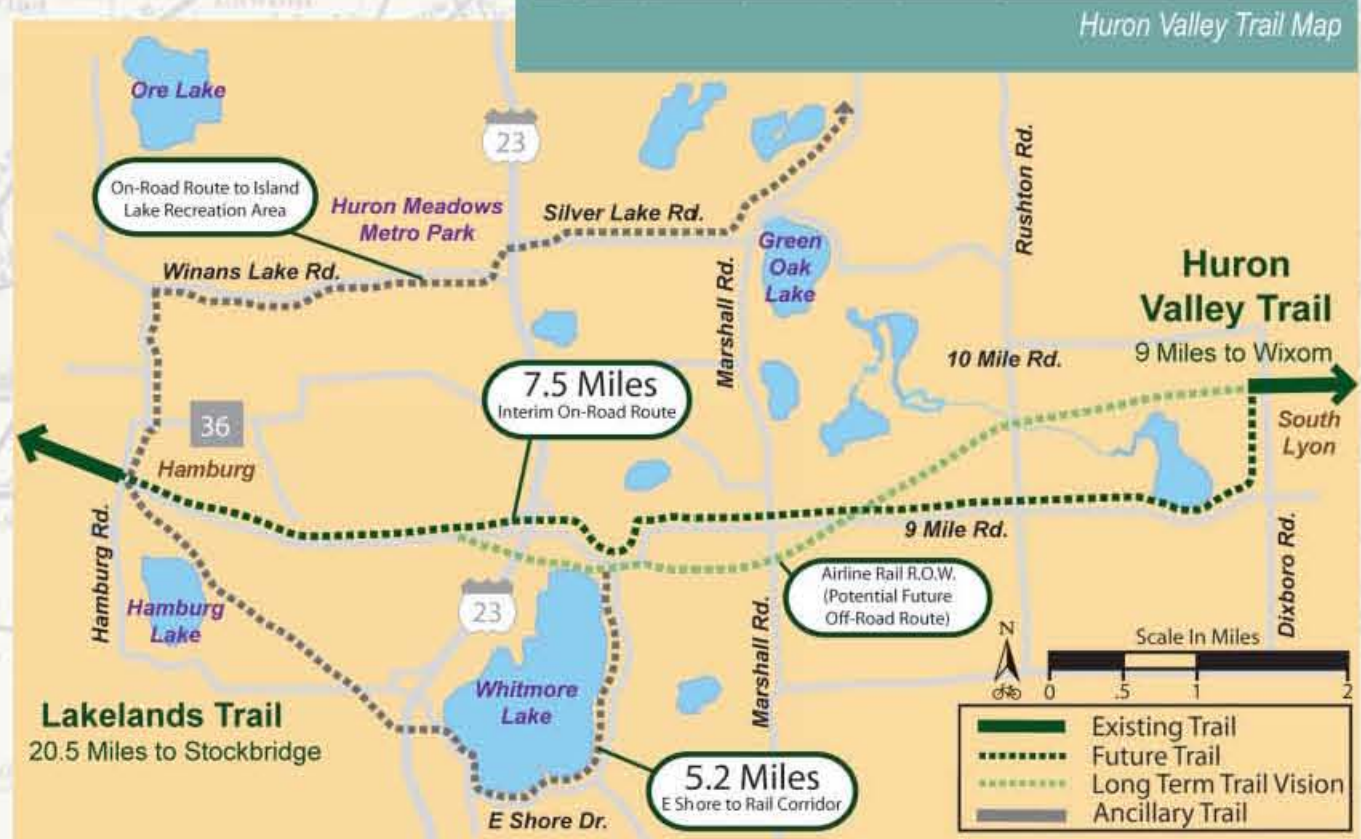 Huron Valley Trail Map
Ore Lake
23
On-Road Route to Island
Lake Recreation Area
Huron Meadows
Metro Park
Silver Lake Rd.
Green
Oak
Lake
Rushton Rd.
Winans Lake Rd.
Marshall Rd.
Huron
Valley Trail
9 Miles to Wixom
10 Mile Rd.
7.5 Miles
Interim On-Road Route
36
Hamburg
South
Lyon
9 Mile Rd.
Hamburg Rd.
Hamburg
Lake
23
Airline Rail R.O.W.
(Potential Future
Off-Road Route)
Dixboro Rd.
N
Scale In Miles
0 .5 1 2
Whitmore
Lake
Marshall Rd.
Lakelands Trail
20.5 Miles to Stockbridge
5.2 Miles
E Shore to Rail Corridor
E Shore Dr.
Existing Trail
Future Trail
Long Term Trail Vision
Ancillary Trail